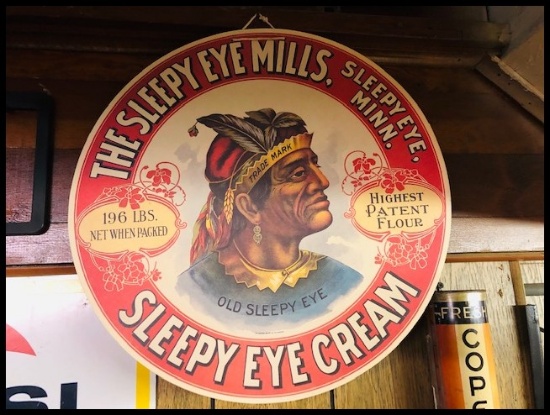 THE SLEEPY EYE MILLS.
SLEEPY EYE,
MINN.
TRADE MARK
196 LBS.
NET WHEN PACKED
HIGHEST
PATENT
FLOUR
OLD SLEEPY EYE
SLEEPY EYE CREAM
SI
FRESH
COPS